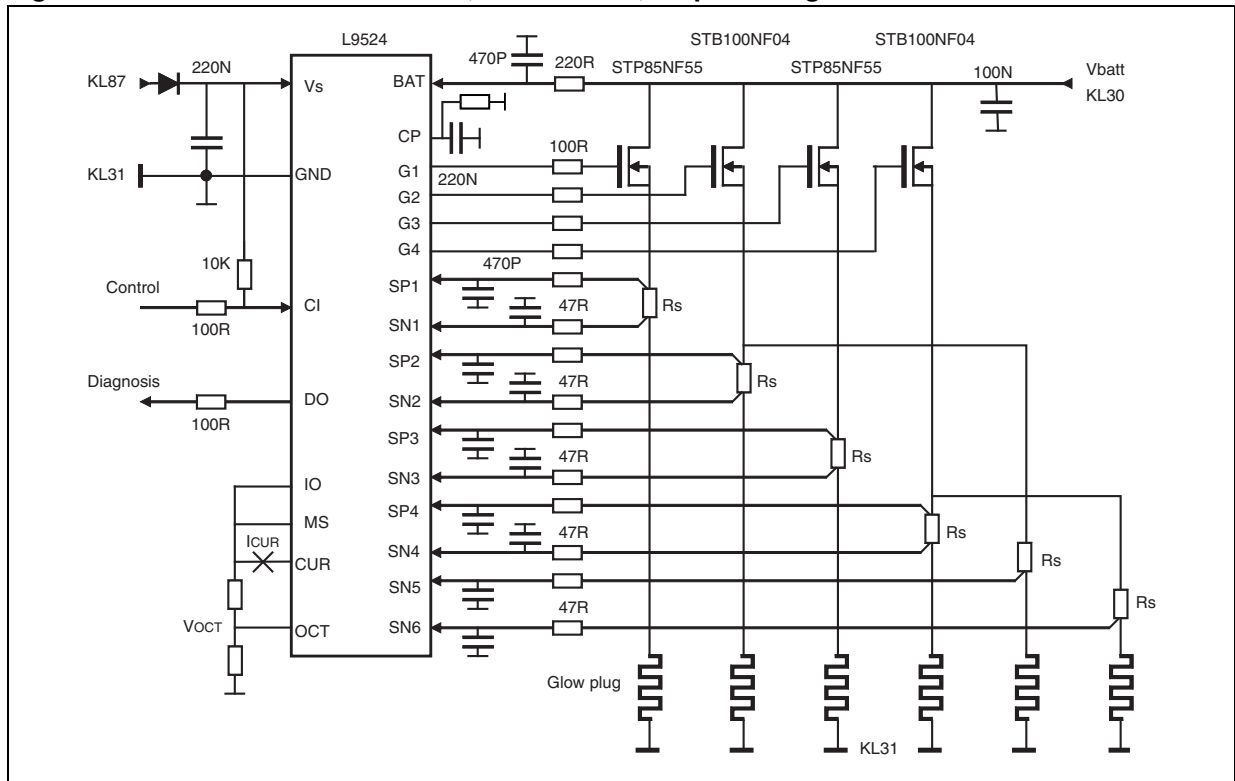 L9524
STB100NF04 STB100NF04
470P 220R STP85NF55 STP85NF55
220N 100N Vbatt
KL87 Vs BAT KL30
CP
100R
G1
KL31 GND 220N
G2
G3
G4
10K 470P
SP1
Control CI 47R Rs
100R SN1
SP2
Diagnosis DO 47R Rs
SN2
100R
SP3
47R Rs
IO SN3
MS SP4
ICUR 47R Rs
CUR SN4 Rs
SN5
47R Rs
VOCT OCT SN6
Glow plug
KL31